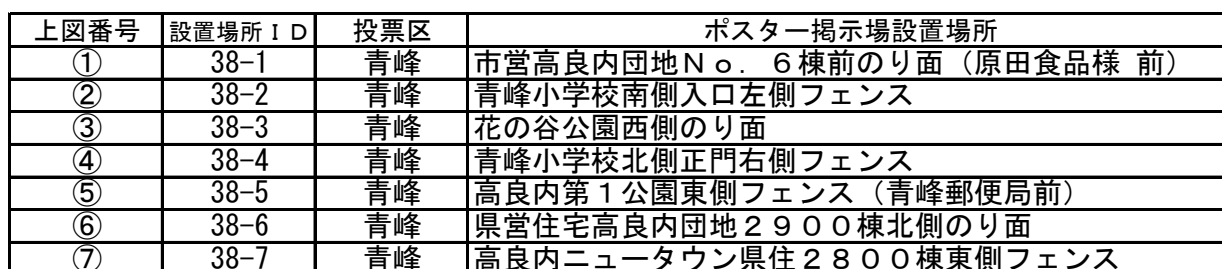 上図番号 設置場所ＩＤ 投票区 ポスター掲示場設置場所
① 38-1 青峰 市営高良内団地Ｎｏ．６棟前のり面（原田食品様 前）
② 38-2 青峰 青峰小学校南側入口左側フェンス
③ 38-3 青峰 花の谷公園西側のり面
④ 38-4 青峰 青峰小学校北側正門右側フェンス
⑤ 38-5 青峰 高良内第１公園東側フェンス（青峰郵便局前）
⑥ 38-6 青峰 県営住宅高良内団地２９００棟北側のり面
⑦ 38-7 青峰 高良内ニュータウン県住２８００棟東側フェンス